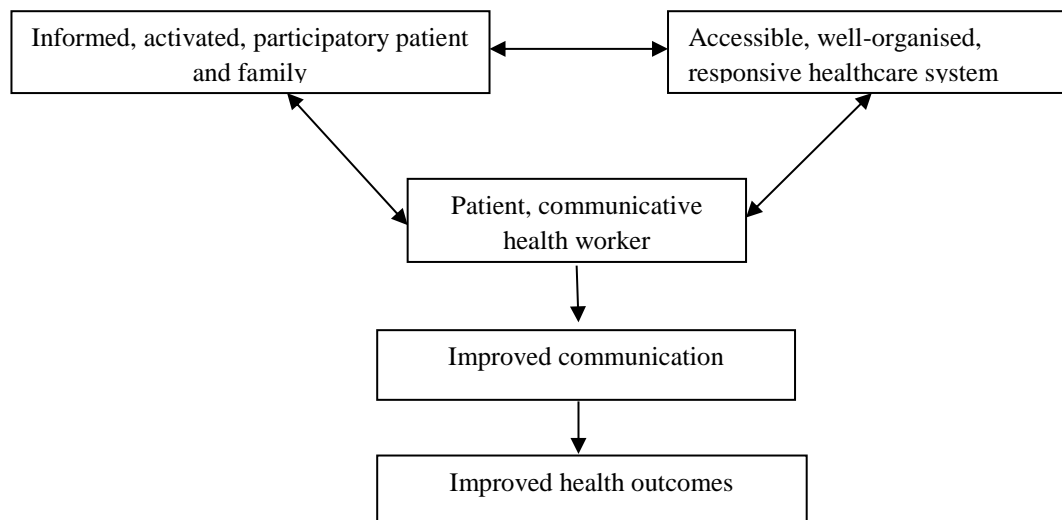 Informed, activated, participatory patient
and family
Accessible, well-organised,
responsive healthcare system
Patient, communicative
health worker
Improved communication
Improved health outcomes